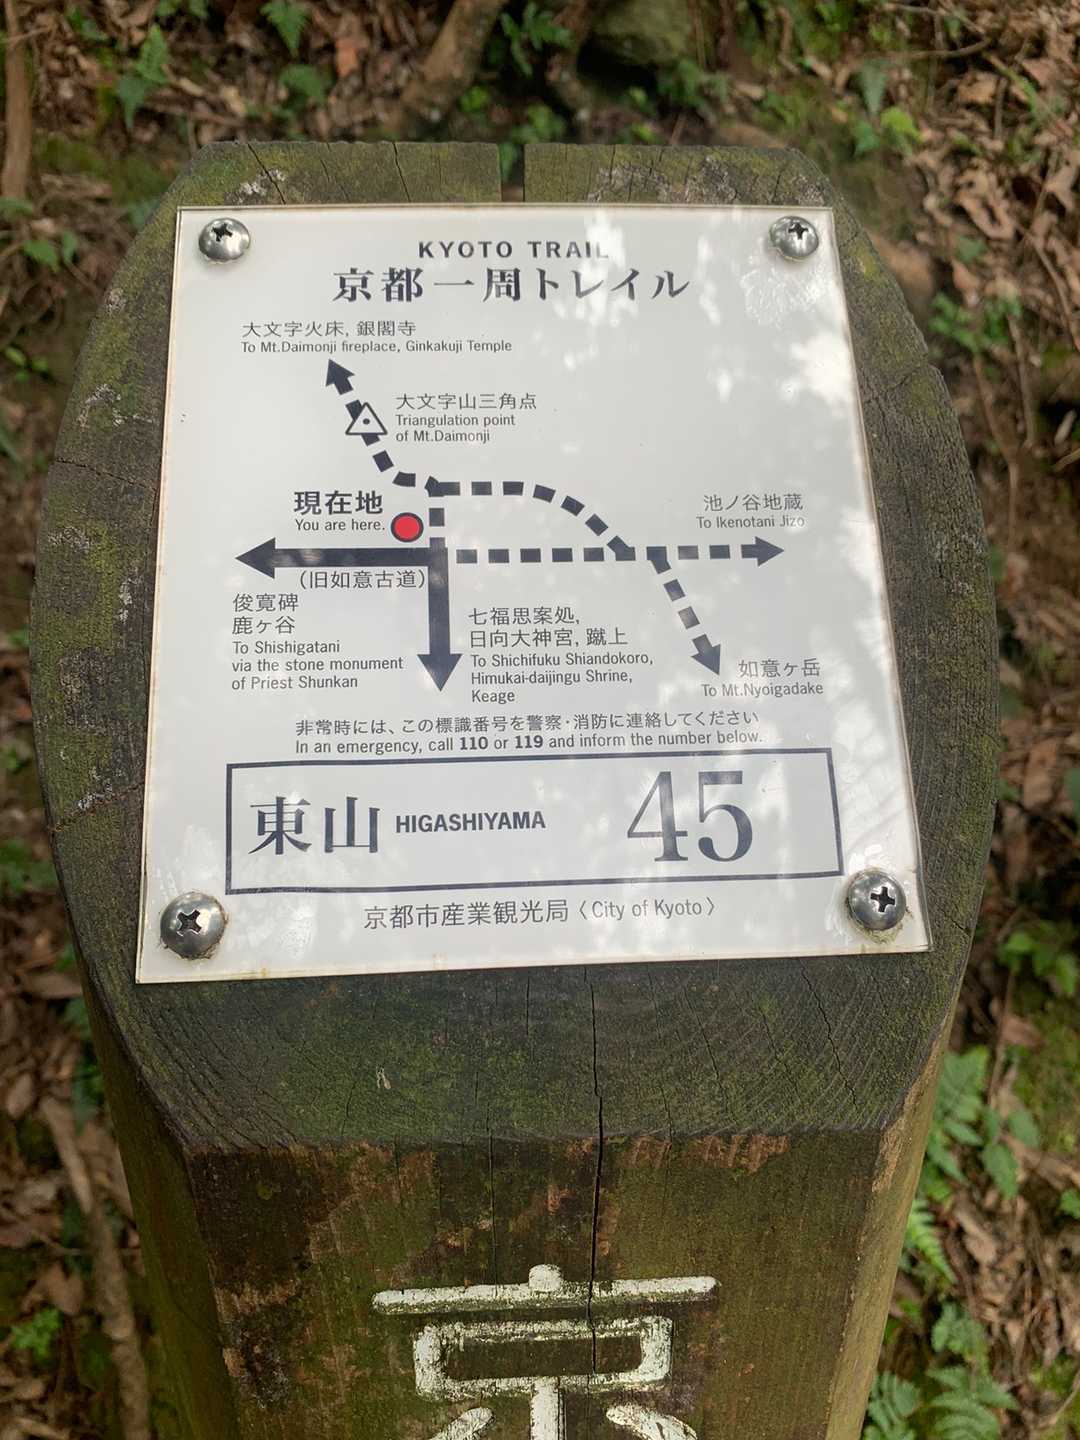 KYOTO TRAIL
京都一周トレイル
大文字火床, 銀閣寺
To Mt.Daimonji fireplace, Ginkakuji Temple
大文字山三角点
Triangulation point
of Mt.Daimonji
現在地
You are here.
池ノ谷地蔵
To Ikenotani Jizo
(旧如意古道)
俊寛碑
鹿ヶ谷
To Shishigatani
via the stone monument
of Priest Shunkan
七福思案処,
日向大神宮, 蹴上
To Shichifuku Shiandokoro,
Himukai-daijingu Shrine,
Keage
如意ヶ岳
To Mt.Nyoigadake
非常時には、この標識番号を警察・消防に連絡してください
In an emergency, call 110 or 119 and inform the number below.
東山 HIGASHIYAMA 45
京都市産業観光局〈City of Kyoto〉
京